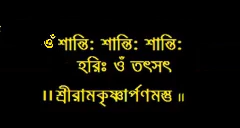 ওঁ শান্তি: শান্তি: শান্তি:
হরিঃ ওঁ তৎসৎ
।। শ্রীরামকৃষ্ণার্পণমস্তু ॥